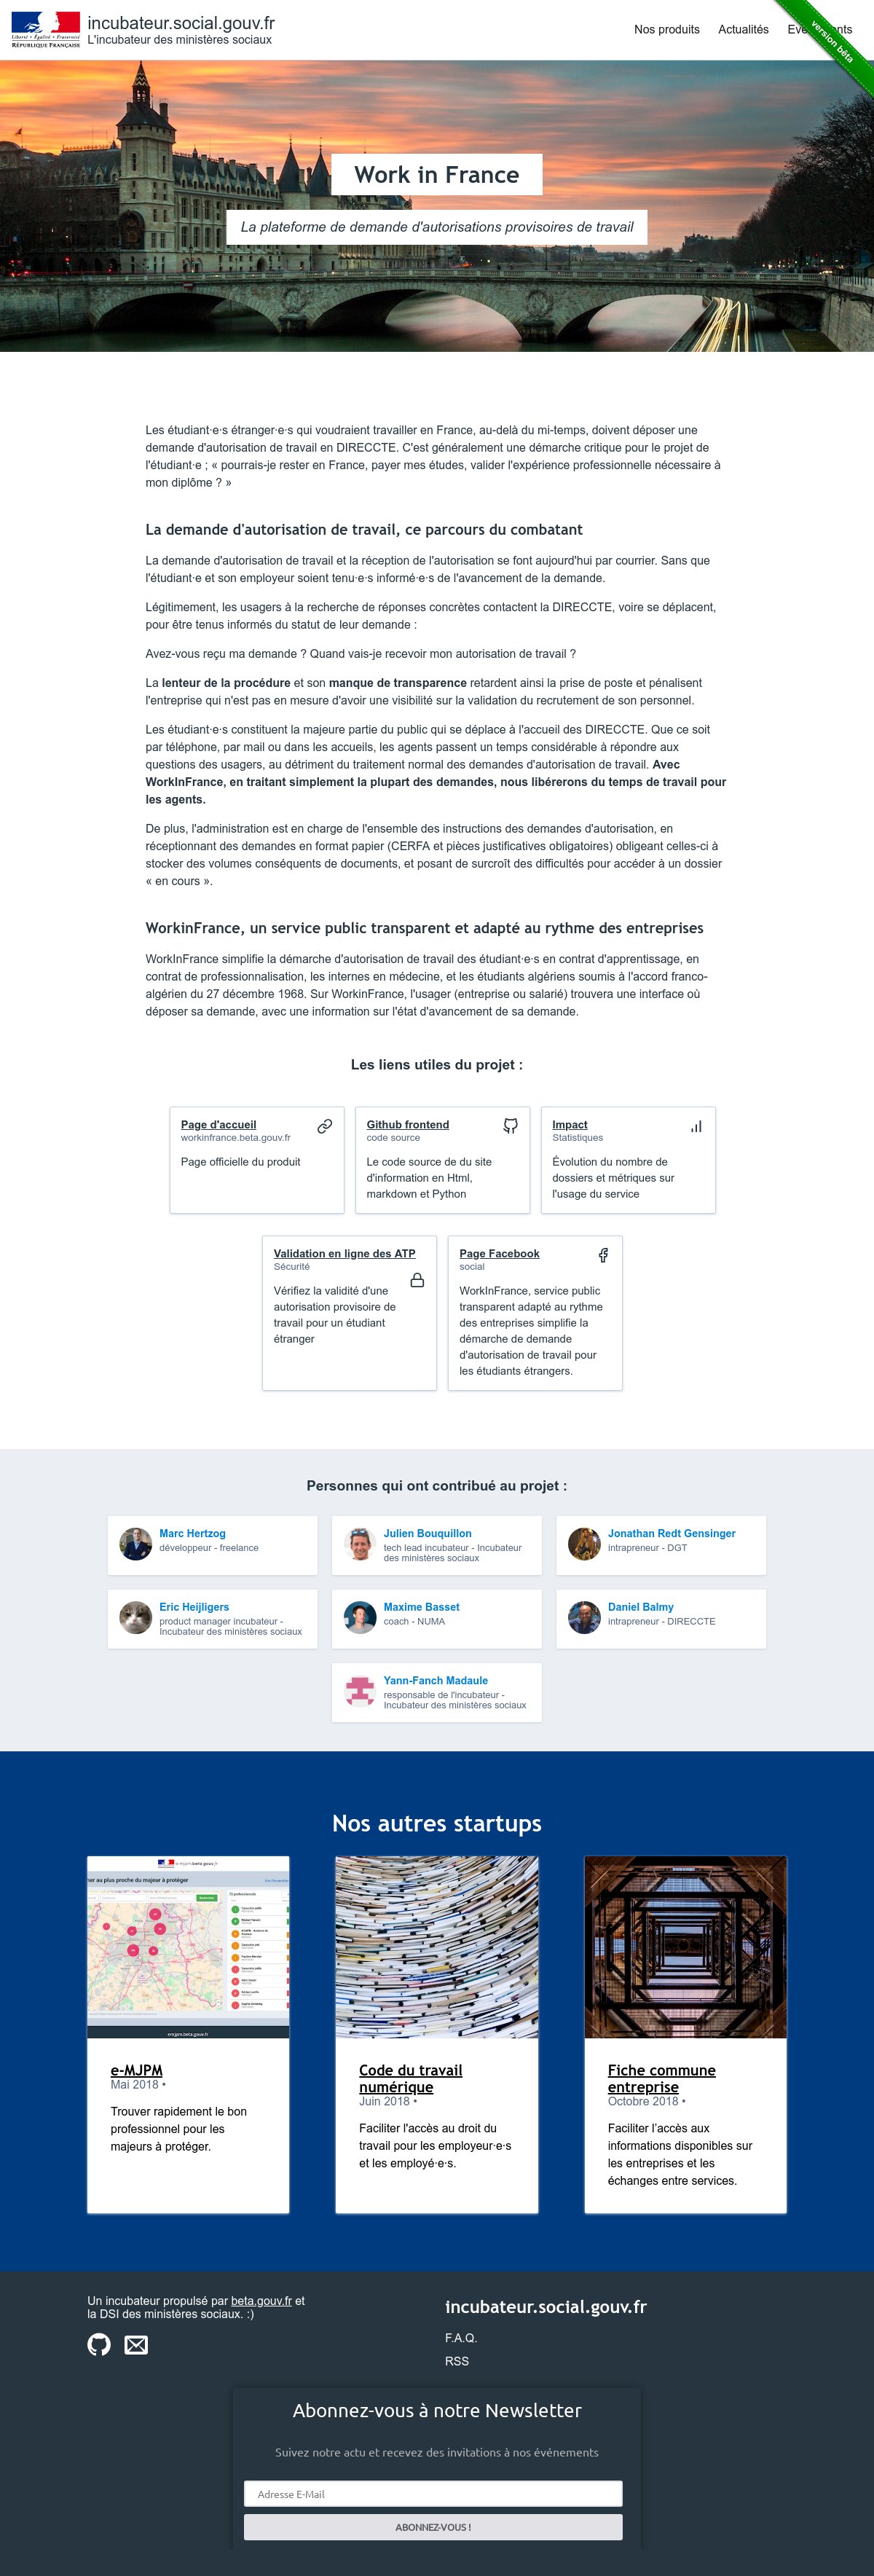 incubateur.social.gouv.fr
L'incubateur des ministères sociaux
Liberté • Égalité • Fraternité
RÉPUBLIQUE FRANÇAISE
Nos produits
Actualités
version bêta
Work in France
La plateforme de demande d'autorisations provisoires de travail
Les étudiant·e·s étranger·e·s qui voudraient travailler en France, au-delà du mi-temps, doivent déposer une
demande d'autorisation de travail en DIRECCTE. C'est généralement une démarche critique pour le projet de
l'étudiant·e ; « pourrais-je rester en France, payer mes études, valider l'expérience professionnelle nécessaire à
mon diplôme ? »
La demande d'autorisation de travail, ce parcours du combatant
La demande d'autorisation de travail et la réception de l'autorisation se font aujourd'hui par courrier. Sans que
l'étudiant·e et son employeur soient tenu·e·s informé·e·s de l'avancement de la demande.
Légitimement, les usagers à la recherche de réponses concrètes contactent la DIRECCTE, voire se déplacent,
pour être tenus informés du statut de leur demande :
Avez-vous reçu ma demande ? Quand vais-je recevoir mon autorisation de travail ?
La lenteur de la procédure et son manque de transparence retardent ainsi la prise de poste et pénalisent
l'entreprise qui n'est pas en mesure d'avoir une visibilité sur la validation du recrutement de son personnel.
Les étudiant·e·s constituent la majeure partie du public qui se déplace à l'accueil des DIRECCTE. Que ce soit
par téléphone, par mail ou dans les accueils, les agents passent un temps considérable à répondre aux
questions des usagers, au détriment du traitement normal des demandes d'autorisation de travail. Avec
WorkInFrance, en traitant simplement la plupart des demandes, nous libérerons du temps de travail pour
les agents.
De plus, l'administration est en charge de l'ensemble des instructions des demandes d'autorisation, en
réceptionnant des demandes en format papier (CERFA et pièces justificatives obligatoires) obligeant celles-ci à
stocker des volumes conséquents de documents, et posant de surcroît des difficultés pour accéder à un dossier
« en cours ».
WorkinFrance, un service public transparent et adapté au rythme des entreprises
WorkInFrance simplifie la démarche d'autorisation de travail des étudiant·e·s en contrat d'apprentissage, en
contrat de professionnalisation, les internes en médecine, et les étudiants algériens soumis à l'accord franco-
algérien du 27 décembre 1968. Sur WorkinFrance, l'usager (entreprise ou salarié) trouvera une interface où
déposer sa demande, avec une information sur l'état d'avancement de sa demande.
Les liens utiles du projet :
Page d'accueil
workinfrance.beta.gouv.fr
Page officielle du produit
Github frontend
code source
Le code source de du site
d'information en Html,
markdown et Python
Impact
Statistiques
Évolution du nombre de
dossiers et métriques sur
l'usage du service
Validation en ligne des ATP
Sécurité
Vérifiez la validité d'une
autorisation provisoire de
travail pour un étudiant
étranger
Page Facebook
social
WorkInFrance, service public
transparent adapté au rythme
des entreprises simplifie la
démarche de demande
d'autorisation de travail pour
les étudiants étrangers.
Personnes qui ont contribué au projet :
Marc Hertzog
développeur - freelance
Julien Bouquillon
tech lead incubateur - Incubateur
des ministères sociaux
Jonathan Redt Gensinger
intrapreneur - DGT
Eric Heijligers
product manager incubateur -
Incubateur des ministères sociaux
Maxime Basset
coach - NUMA
Daniel Balmy
intrapreneur - DIRECCTE
Yann-Fanch Madaule
responsable de l'incubateur -
Incubateur des ministères sociaux
Nos autres startups
e-mjpm.beta.gouv.fr
her au plus proche du majeur à protéger
emjpm.beta.gouv.fr
e-MJPM
Mai 2018 •
Trouver rapidement le bon
professionnel pour les
majeurs à protéger.
Code du travail
numérique
Juin 2018 •
Faciliter l'accès au droit du
travail pour les employeur·e·s
et les employé·e·s.
Fiche commune
entreprise
Octobre 2018 •
Faciliter l’accès aux
informations disponibles sur
les entreprises et les
échanges entre services.
Un incubateur propulsé par beta.gouv.fr et
la DSI des ministères sociaux. :)
incubateur.social.gouv.fr
F.A.Q.
RSS
Abonnez-vous à notre Newsletter
Suivez notre actu et recevez des invitations à nos événements
Adresse E-Mail
ABONNEZ-VOUS !